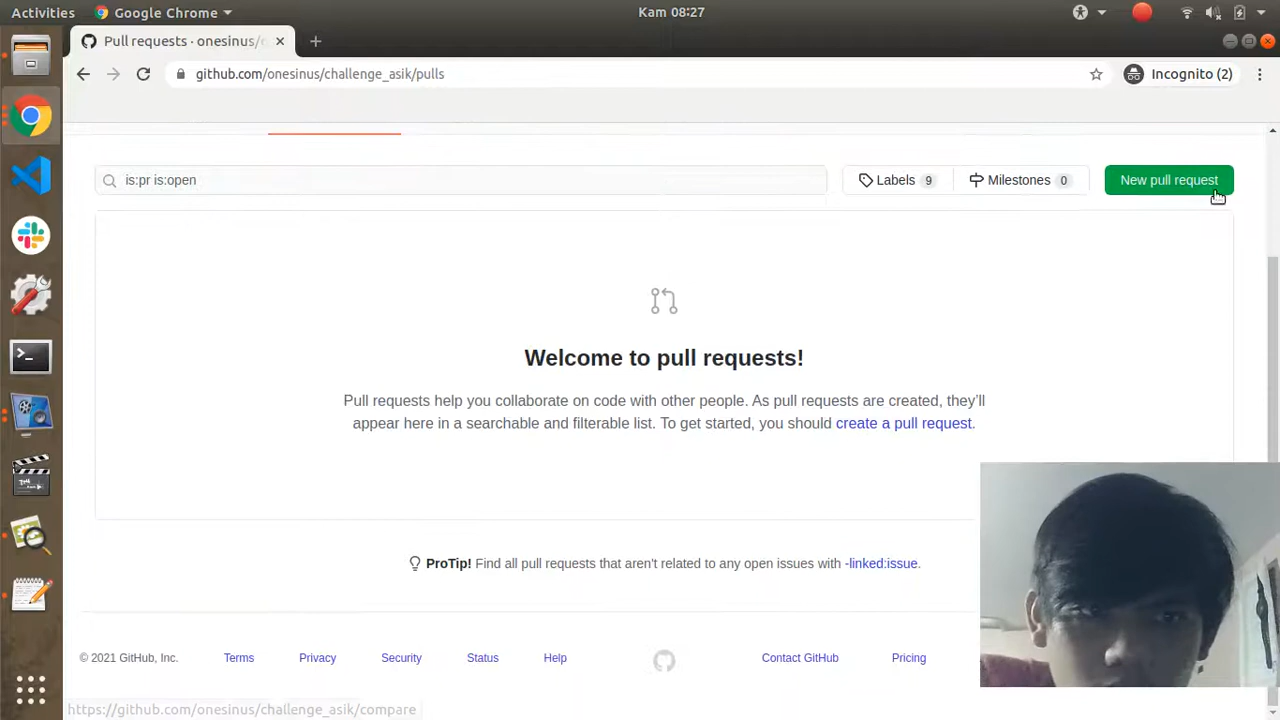 Activities
Google Chrome
Kam 08:27
Pull requests · onesinus/c
github.com/onesinus/challenge_asik/pulls
Incognito (2)
is:pr is:open
Labels 9
Milestones 0
New pull request
Welcome to pull requests!
Pull requests help you collaborate on code with other people. As pull requests are created, they'll
appear here in a searchable and filterable list. To get started, you should create a pull request.
ProTip! Find all pull requests that aren't related to any open issues with -linked:issue.
© 2021 GitHub, Inc.
Terms
Privacy
Security
Status
Help
Contact GitHub
Pricing
https://github.com/onesinus/challenge_asik/compare